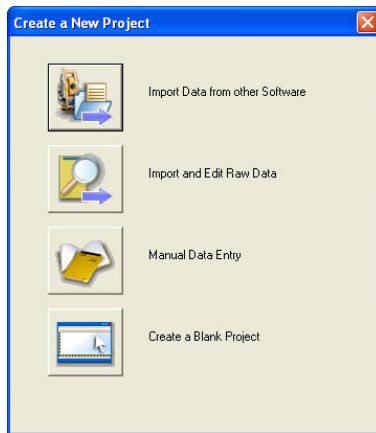 Create a New Project
Import Data from other Software
Import and Edit Raw Data
Manual Data Entry
Create a Blank Project